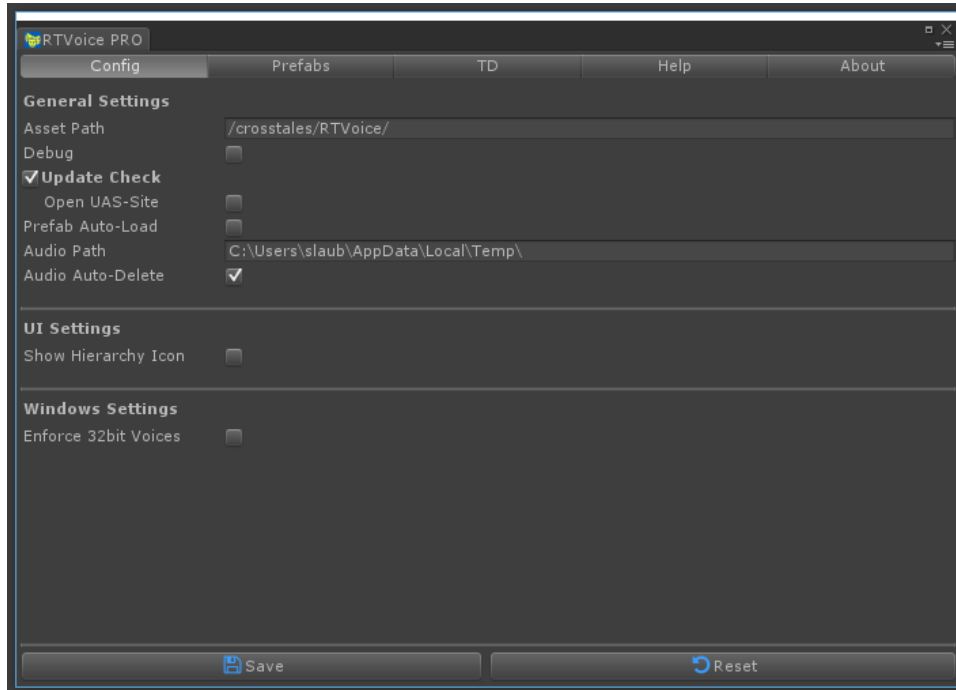 RTVoice PRO
Config Prefabs TD Help About
General Settings
Asset Path /crosstales/RTVoice/
Debug
Update Check
Open UAS-Site
Prefab Auto-Load
Audio Path C:\Users\slaub\AppData\Local\Temp\
Audio Auto-Delete
UI Settings
Show Hierarchy Icon
Windows Settings
Enforce 32bit Voices
Save Reset